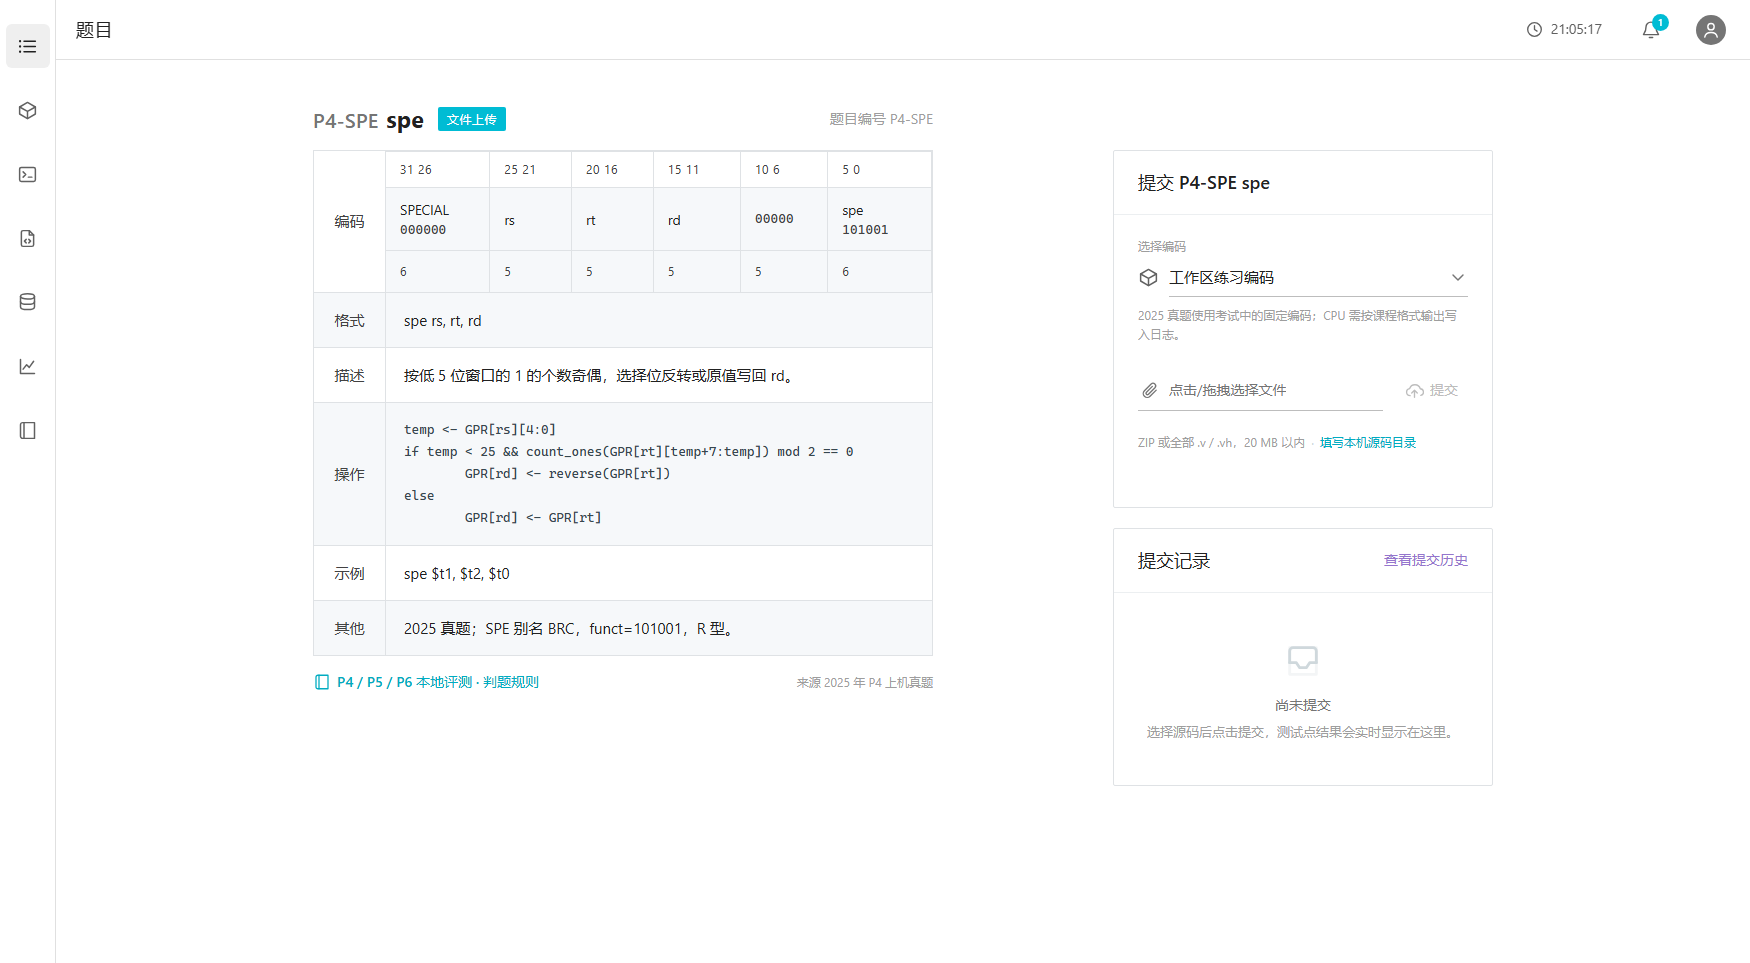 题目
21:05:17
1
P4-SPE spe 文件上传
题目编号 P4-SPE
编码
31 26 25 21 20 16 15 11 10 6 5 0
SPECIAL 000000 rs rt rd 00000 spe 101001
6 5 5 5 5 6
格式 spe rs, rt, rd
描述 按低 5 位窗口的 1 的个数奇偶，选择位反转或原值写回 rd。
操作
temp <- GPR[rs][4:0]
if temp < 25 && count_ones(GPR[rt][temp+7:temp]) mod 2 == 0
GPR[rd] <- reverse(GPR[rt])
else
GPR[rd] <- GPR[rt]
示例 spe $t1, $t2, $t0
其他 2025 真题；SPE 别名 BRC，funct=101001，R 型。
P4 / P5 / P6 本地评测 · 判题规则
来源 2025 年 P4 上机真题
提交 P4-SPE spe
选择编码
工作区练习编码
2025 真题使用考试中的固定编码；CPU 需按课程格式输出写
入日志。
点击/拖拽选择文件 提交
ZIP 或全部 .v / .vh，20 MB 以内 · 填写本机源码目录
提交记录 查看提交历史
尚未提交
选择源码后点击提交，测试点结果会实时显示在这里。